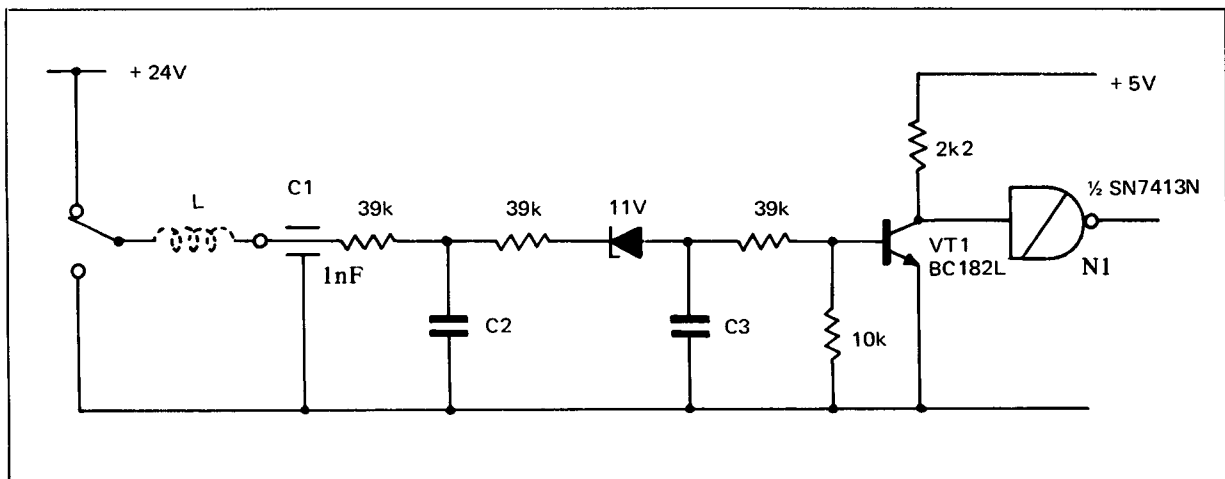 + 24V
+ 5V
2k2
½ SN7413N
L
C1
39k
39k
11V
39k
VT1
BC182L
N1
1nF
C2
C3
10k